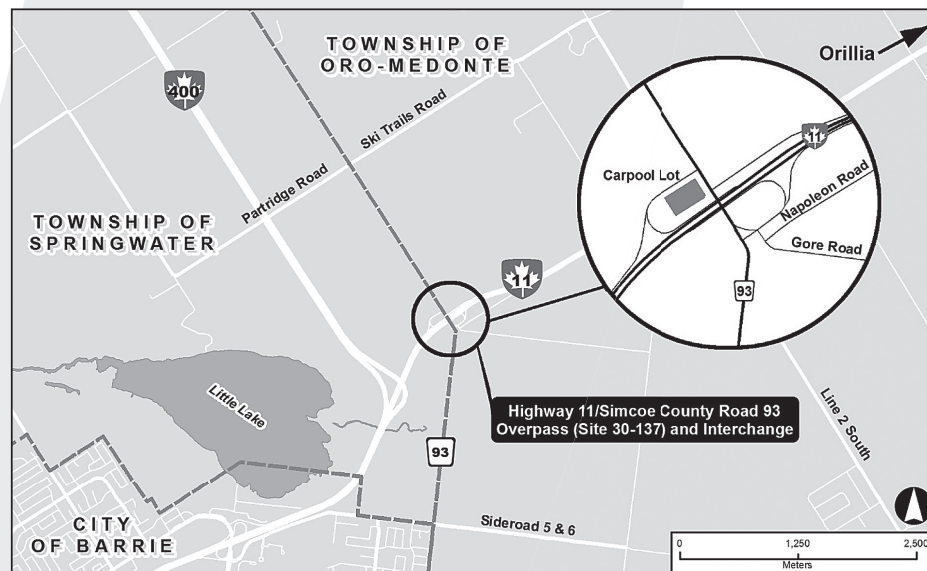 TOWNSHIP OF
ORO-MEDONTE
Orillia
400
Ski Trails Road
11
Carpool Lot
Partridge Road
Napoleon Road
TOWNSHIP OF
SPRINGWATER
Gore Road
11
93
Little Lake
Highway 11/Simcoe County Road 93
Overpass (Site 30-137) and Interchange
Line 2 South
93
CITY
OF BARRIE
Sideroad 5 & 6
0 1,250 2,500
Meters